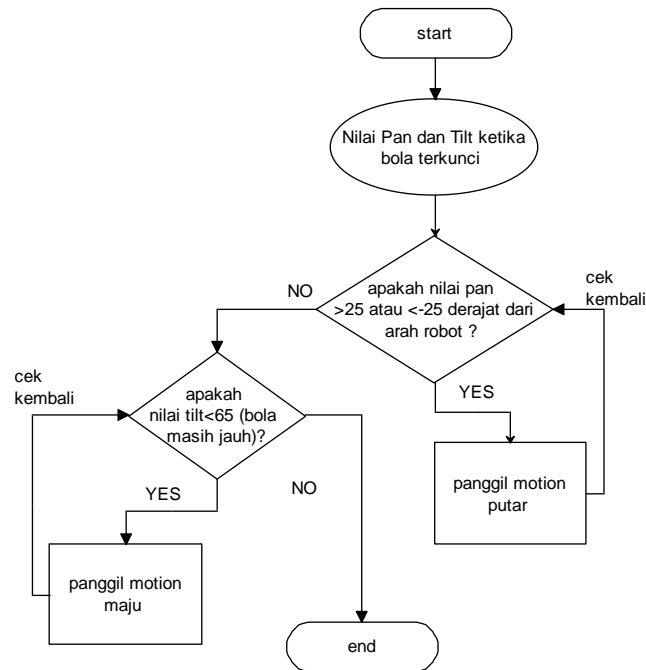 start
Nilai Pan dan Tilt ketika
bola terkunci
apakah nilai pan
>25 atau <-25 derajat dari
arah robot ?
NO
cek
kembali
YES
panggil motion
putar
cek
kembali
apakah
nilai tilt<65 (bola
masih jauh)?
YES
NO
panggil motion
maju
end